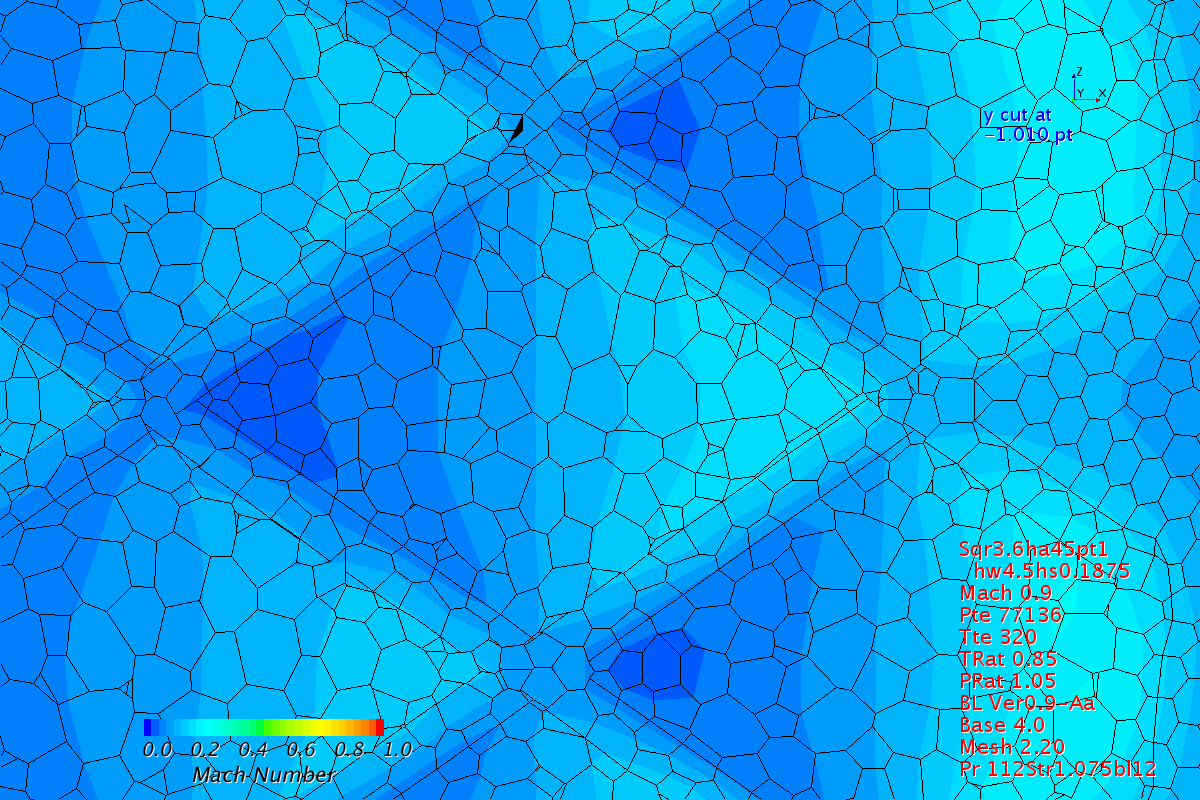 Z
Y X
y cut at
-1.010 pt
Sqr3.6ha45pt1
hw4.5hs0.1875
Mach 0.9
Pte 77136
Tte 320
TRat 0.85
PRat 1.05
BL Ver0.9-Aa
Base 4.0
Mesh 2.20
Pr 112Str1.075bl12
0.0 0.2 0.4 0.6 0.8 1.0
Mach Number